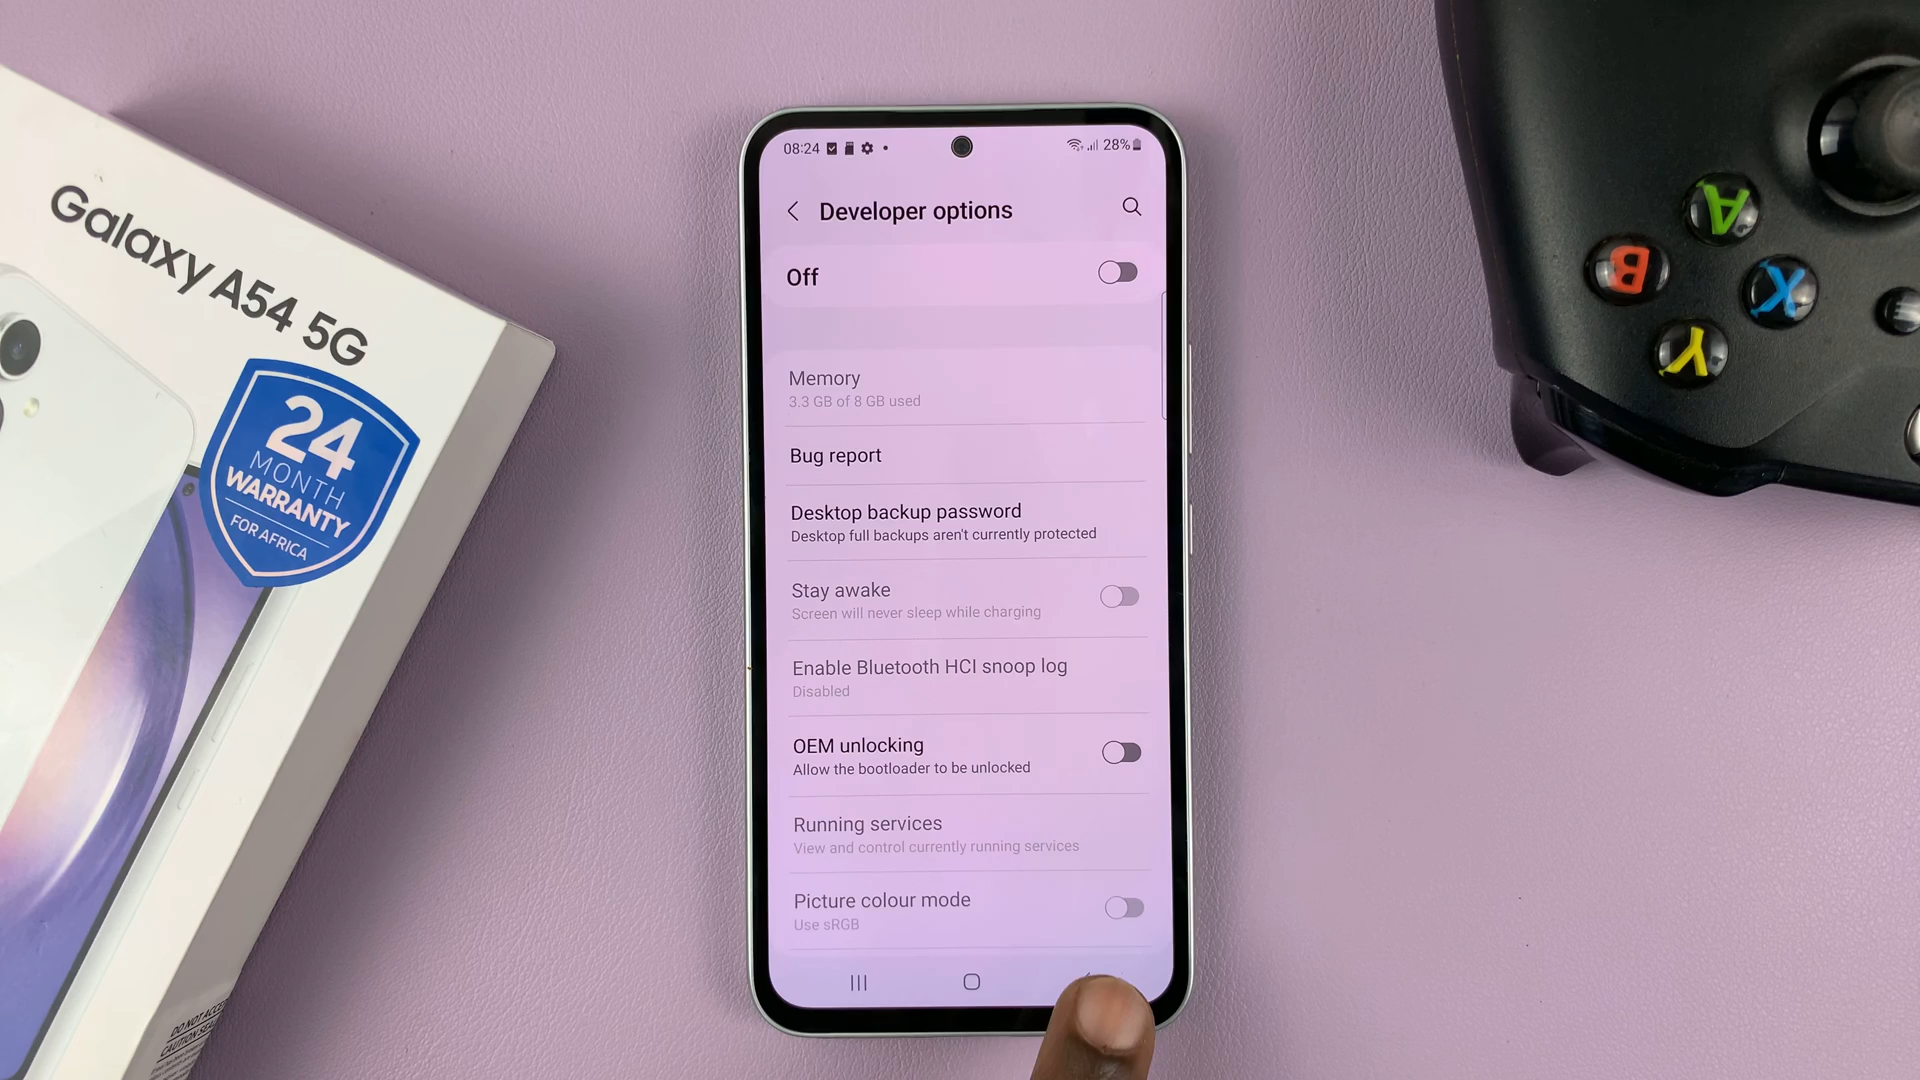 Galaxy A54 5G
24
MONTH
WARRANTY
FOR AFRICA
08:24
28%
Developer options
Off
Memory
3.3 GB of 8 GB used
Bug report
Desktop backup password
Desktop full backups aren't currently protected
Stay awake
Screen will never sleep while charging
Enable Bluetooth HCI snoop log
Disabled
OEM unlocking
Allow the bootloader to be unlocked
Running services
View and control currently running services
Picture colour mode
Use sRGB
A
B
X
Y